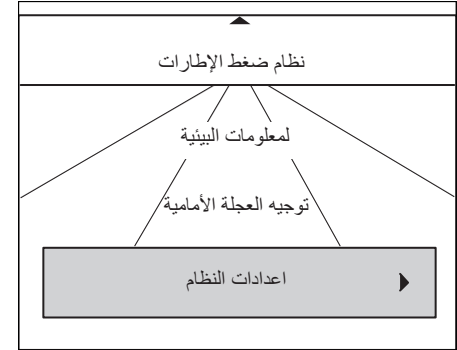 نظام ضغط الإطارات
لمعلومات البيئية
توجيه العجلة الأمامية
اعدادات النظام